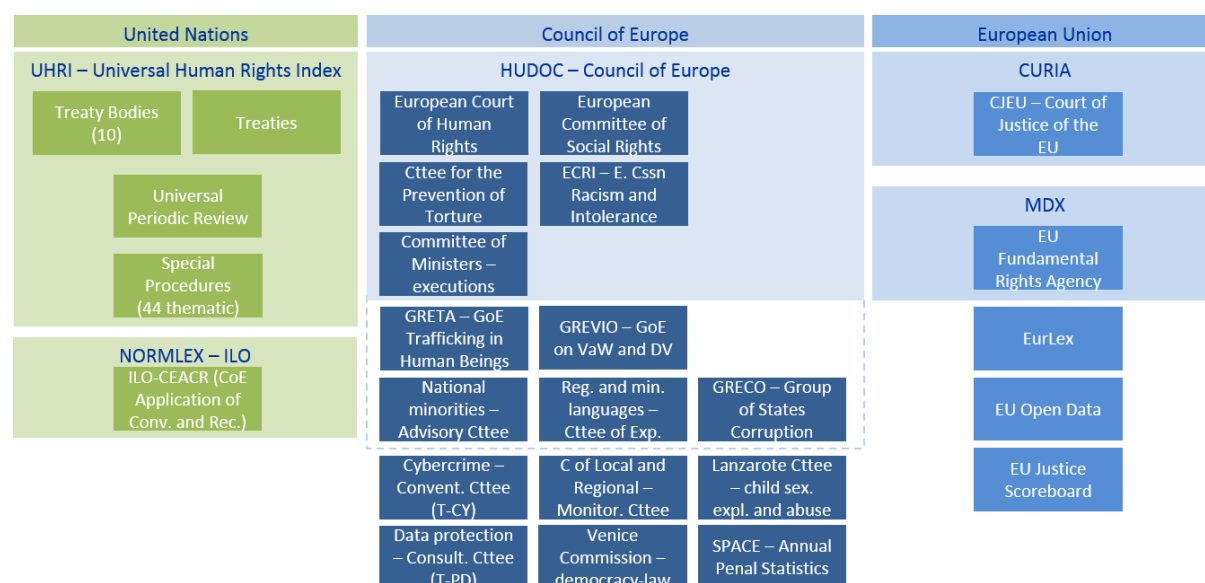 United Nations
UHRI – Universal Human Rights Index
Treaty Bodies
(10)
Treaties
Universal
Periodic Review
Special
Procedures
(44 thematic)
NORMLEX – ILO
ILO-CEACR (CoE
Application of
Conv. and Rec.)
Council of Europe
HUDOC – Council of Europe
European Court
of Human
Rights
European
Committee of
Social Rights
Cttee for the
Prevention of
Torture
ECRI – E. Cssn
Racism and
Intolerance
Committee of
Ministers –
executions
GRETA – GoE
Trafficking in
Human Beings
GREVIO – GoE
on VaW and DV
National
minorities –
Advisory Cttee
Reg. and min.
languages –
Cttee of Exp.
GRECO – Group
of States
Corruption
Cybercrime –
Convent. Cttee
(T-CY)
C of Local and
Regional –
Monitor. Cttee
Lanzarote Cttee
– child sex.
expl. and abuse
Data protection
– Consult. Cttee
(T-PD)
Venice
Commission –
democracy-law
SPACE – Annual
Penal Statistics
European Union
CURIA
CJEU – Court of
Justice of the
EU
MDX
EU
Fundamental
Rights Agency
EurLex
EU Open Data
EU Justice
Scoreboard